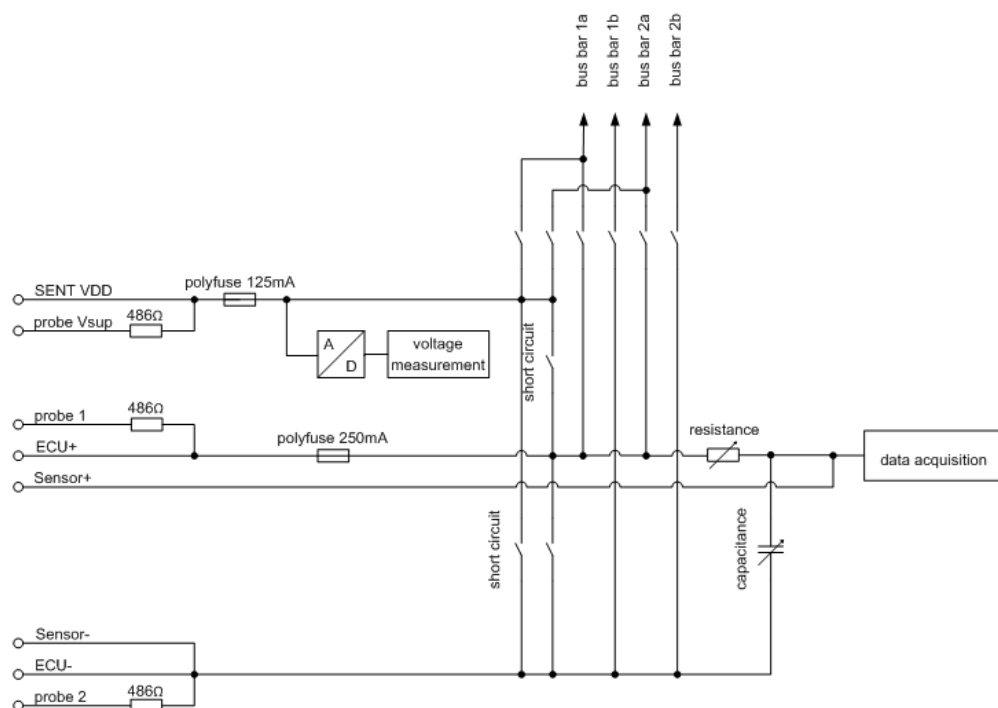 bus bar 1a
bus bar 1b
bus bar 2a
bus bar 2b
SENT VDD
polyfuse 125mA
probe Vsup
486Ω
A
D
voltage
measurement
short circuit
probe 1
486Ω
ECU+
polyfuse 250mA
resistance
data acquisition
Sensor+
short circuit
capacitance
Sensor-
ECU-
probe 2
486Ω